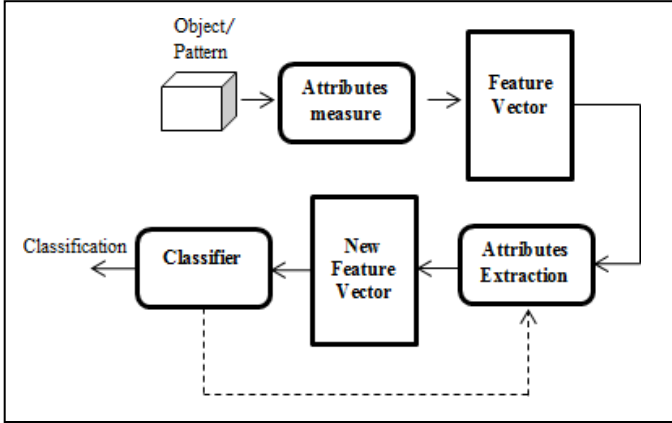 Object/
Pattern
Attributes
measure
Feature
Vector
Classification
Classifier
New
Feature
Vector
Attributes
Extraction